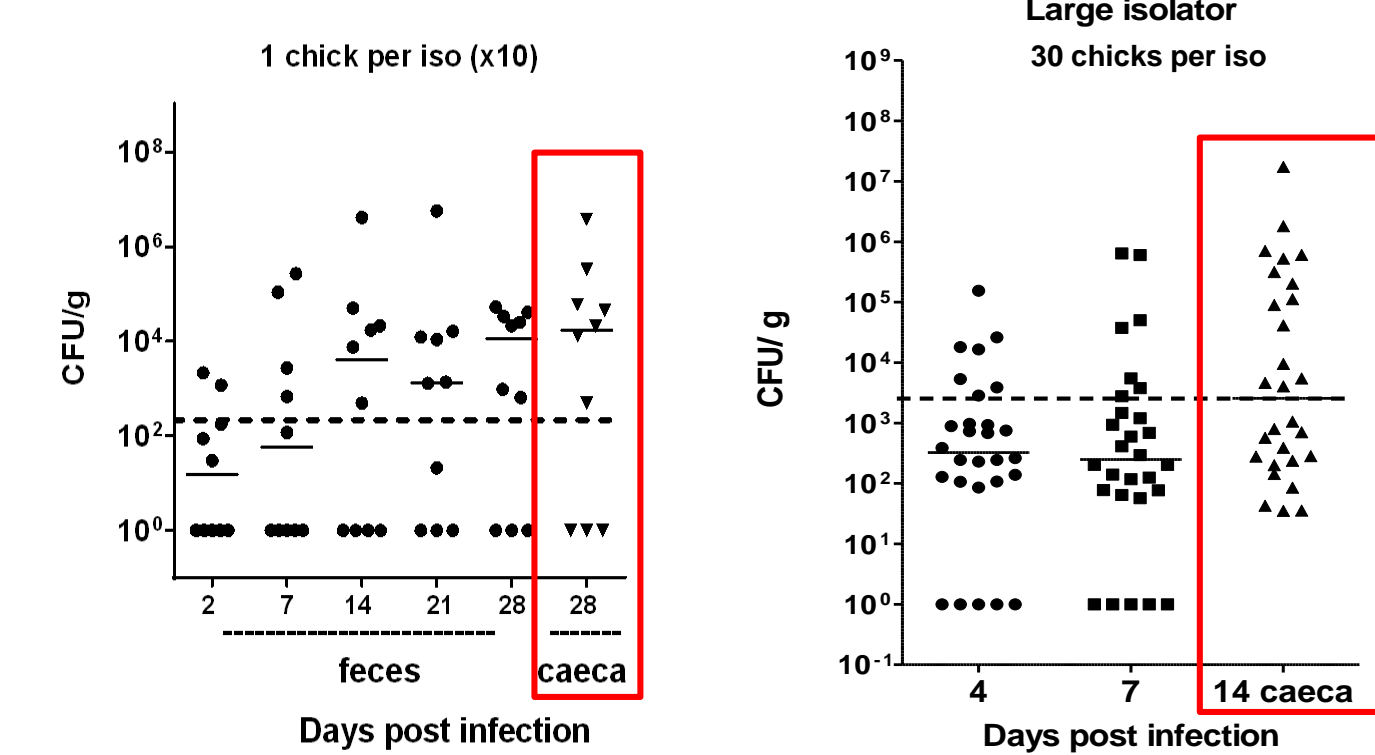 1 chick per iso (x10)
CFU/g
10⁸
10⁶
10⁴
10²
10⁰
2 7 14 21 28 28
feces caeca
Days post infection
Large isolator
30 chicks per iso
CFU/ g
10⁹
10⁸
10⁷
10⁶
10⁵
10⁴
10³
10²
10¹
10⁰
10⁻¹
4 7 14 caeca
Days post infection